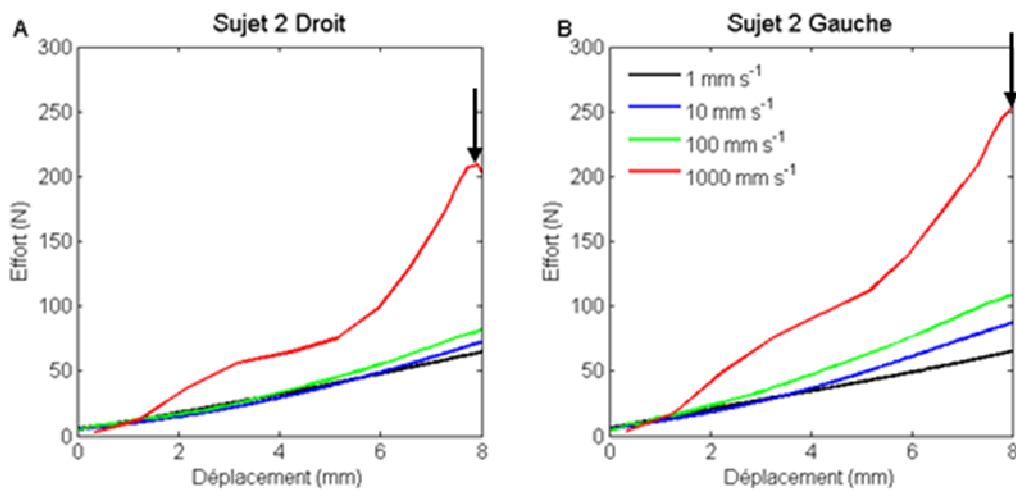 A
Sujet 2 Droit
300
250
200
150
100
50
0
Effort (N)
0 2 4 6 8
Déplacement (mm)
B
Sujet 2 Gauche
1 mm s⁻¹
10 mm s⁻¹
100 mm s⁻¹
1000 mm s⁻¹
300
250
200
150
100
50
0
Effort (N)
0 2 4 6 8
Déplacement (mm)